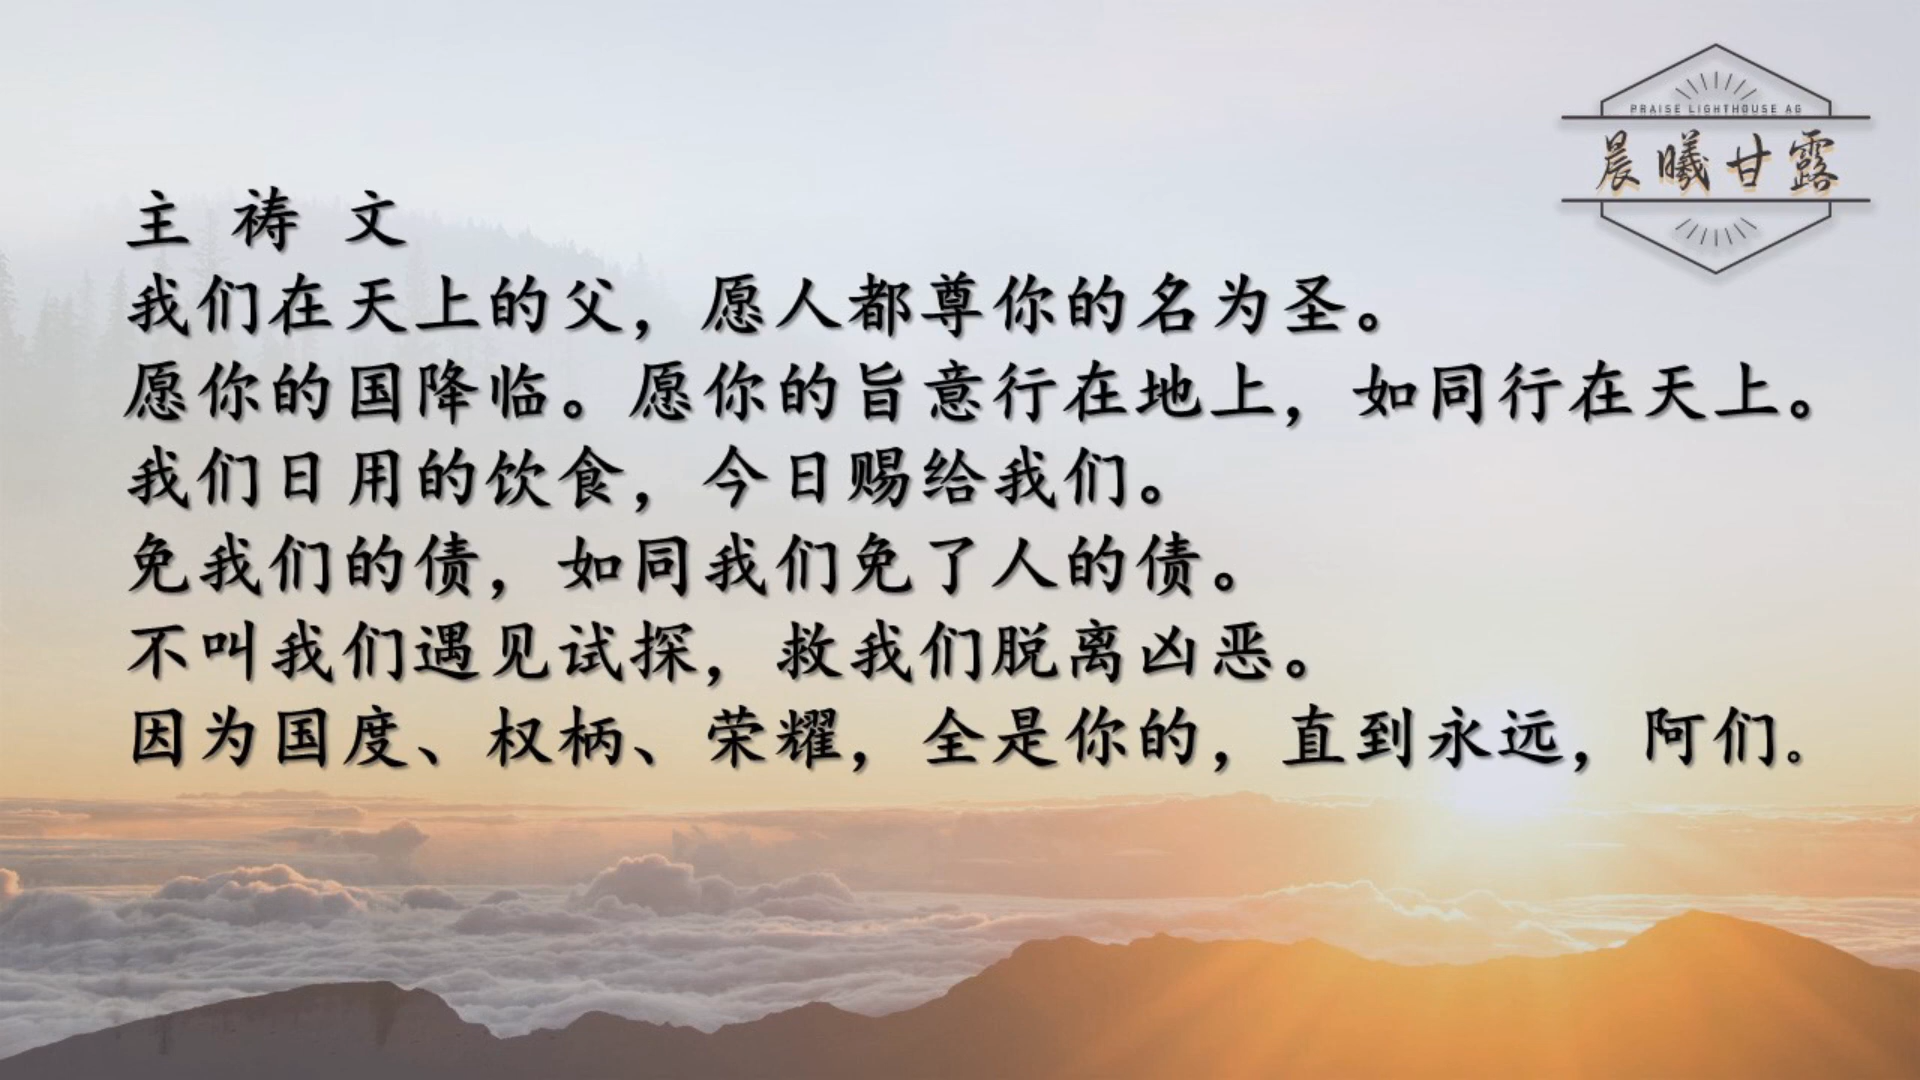 PRAISE LIGHTHOUSE AG
晨曦甘露
主 祷 文
我们在天上的父，愿人都尊你的名为圣。
愿你的国降临。愿你的旨意行在地上，如同行在天上。
我们日用的饮食，今日赐给我们。
免我们的债，如同我们免了人的债。
不叫我们遇见试探，救我们脱离凶恶。
因为国度、权柄、荣耀，全是你的，直到永远，阿们。